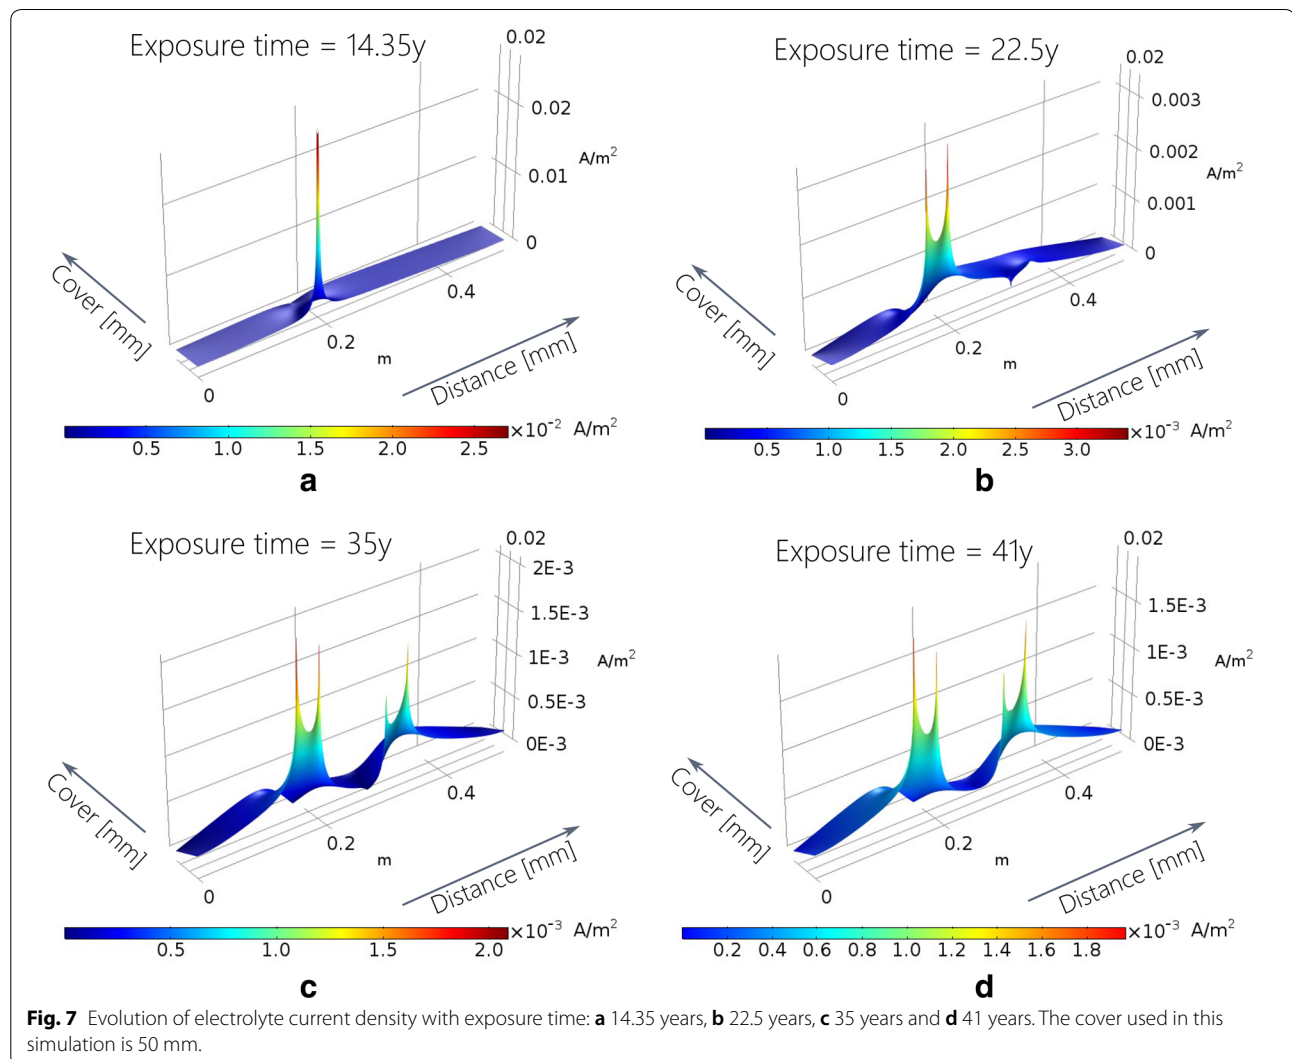 Exposure time = 14.35y
0.02
0.02
A/m²
0.01
0
0.4
0.2
m
0
Cover [mm]
Distance [mm]
0.5 1.0 1.5 2.0 2.5 ×10⁻² A/m²
a
Exposure time = 22.5y
0.02
0.003
0.002
A/m²
0.001
0
0.4
0.2
m
0
Cover [mm]
Distance [mm]
0.5 1.0 1.5 2.0 2.5 3.0 ×10⁻³ A/m²
b
Exposure time = 35y
0.02
2E-3
1.5E-3
1E-3
A/m²
0.5E-3
0E-3
0.4
0.2
m
0
Cover [mm]
Distance [mm]
0.5 1.0 1.5 2.0 ×10⁻³ A/m²
c
Exposure time = 41y
0.02
1.5E-3
1E-3
A/m²
0.5E-3
0E-3
0.4
0.2
m
0
Cover [mm]
Distance [mm]
0.2 0.4 0.6 0.8 1.0 1.2 1.4 1.6 1.8 ×10⁻³ A/m²
d
Fig. 7 Evolution of electrolyte current density with exposure time: a 14.35 years, b 22.5 years, c 35 years and d 41 years. The cover used in this
simulation is 50 mm.